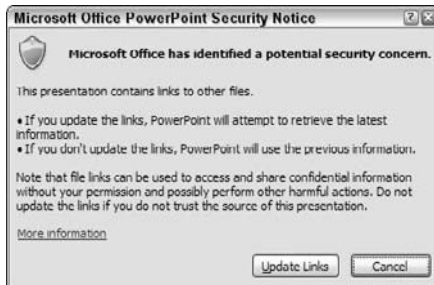 Microsoft Office PowerPoint Security Notice
Microsoft Office has identified a potential security concern.
This presentation contains links to other files.
• If you update the links, PowerPoint will attempt to retrieve the latest
information.
• If you don't update the links, PowerPoint will use the previous information.
Note that file links can be used to access and share confidential information
without your permission and possibly perform other harmful actions. Do not
update the links if you do not trust the source of this presentation.
More information
Update Links Cancel